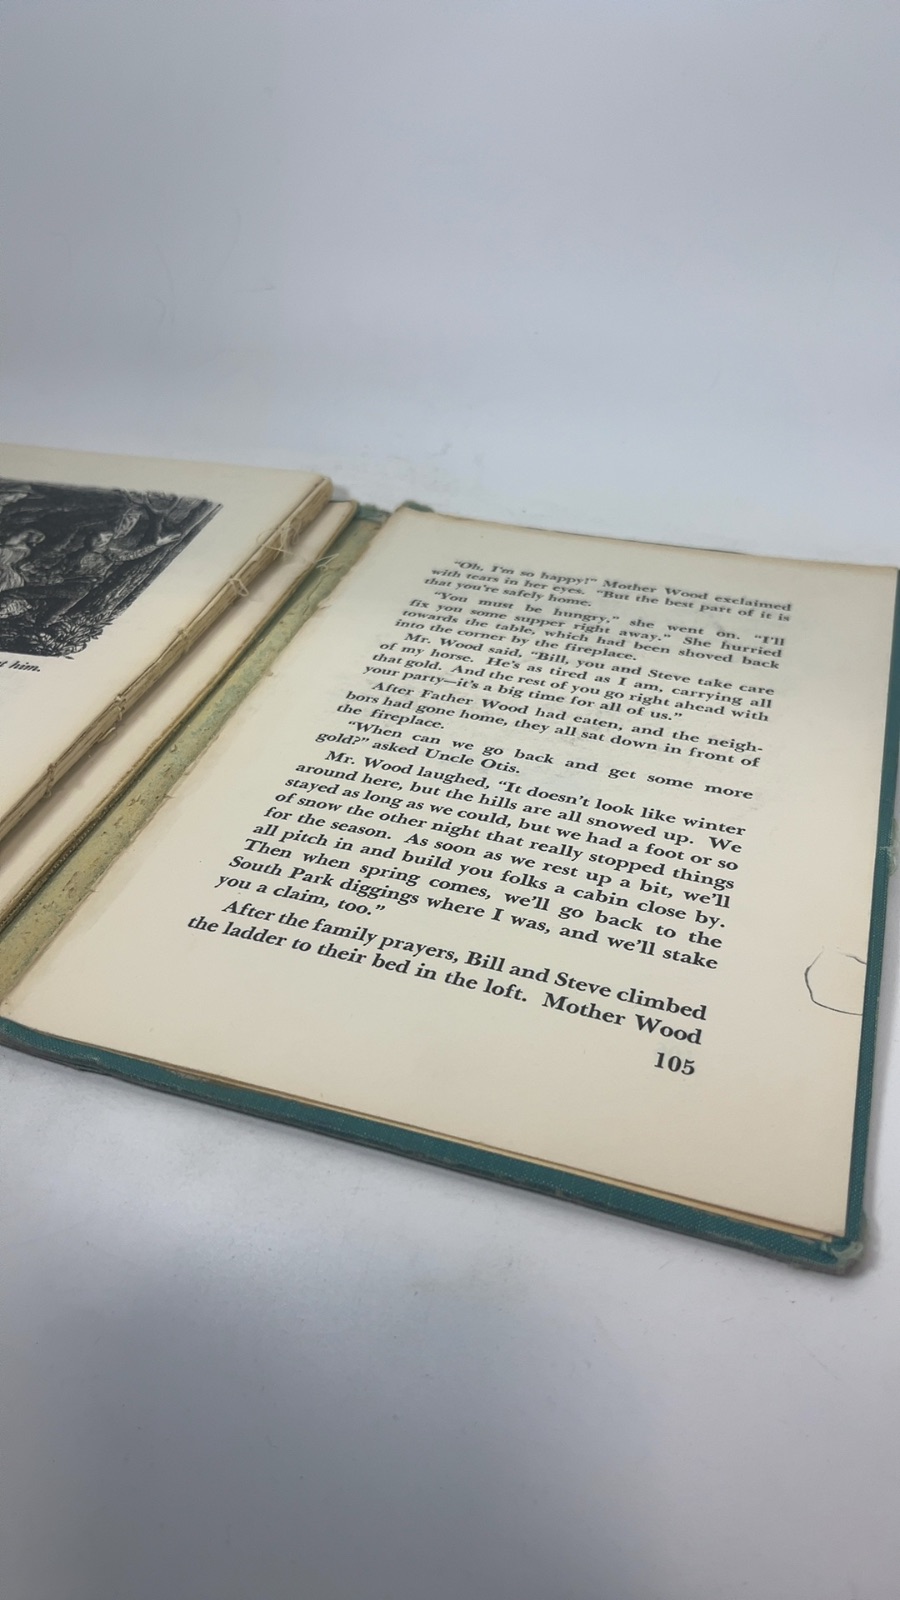 t him.
"Oh, I'm so happy!" Mother Wood exclaimed
with tears in her eyes. "But the best part of it is
that you're safely home.
"You must be hungry," she went on. "I'll
fix you some supper right away." She hurried
towards the table, which had been shoved back
into the corner by the fireplace.
Mr. Wood said, "Bill, you and Steve take care
of my horse. He's as tired as I am, carrying all
that gold. And the rest of you go right ahead with
your party—it's a big time for all of us."
After Father Wood had eaten, and the neigh-
bors had gone home, they all sat down in front of
the fireplace.
"When can we go back and get some more
gold?" asked Uncle Otis.
Mr. Wood laughed, "It doesn't look like winter
around here, but the hills are all snowed up. We
stayed as long as we could, but we had a foot or so
of snow the other night that really stopped things
for the season. As soon as we rest up a bit, we'll
all pitch in and build you folks a cabin close by.
Then when spring comes, we'll go back to the
South Park diggings where I was, and we'll stake
you a claim, too."
After the family prayers, Bill and Steve climbed
the ladder to their bed in the loft. Mother Wood
105